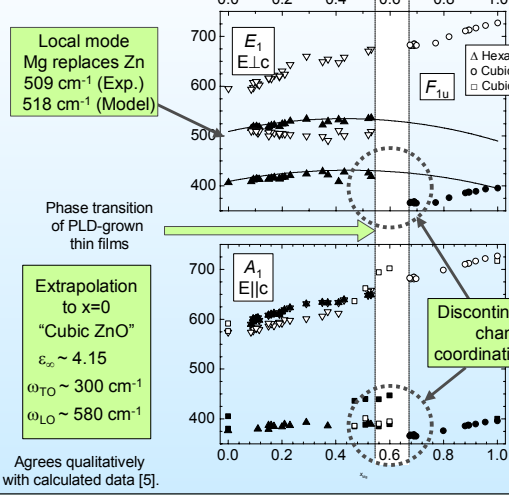 0.0 0.2 0.4 0.6 0.8 1.0
Local mode
Mg replaces Zn
509 cm⁻¹ (Exp.)
518 cm⁻¹ (Model)
700
600
500
400
E₁
E⊥c
F₁ᵤ
Δ Hexa
○ Cubic
□ Cubic
Phase transition
of PLD-grown
thin films
700
600
500
400
A₁
E||c
Extrapolation
to x=0
"Cubic ZnO"
ε∞ ~ 4.15
ωTO ~ 300 cm⁻¹
ωLO ~ 580 cm⁻¹
Discontin
chan
coordinati
0.0 0.2 0.4 0.6 0.8 1.0
Agrees qualitatively
with calculated data [5].